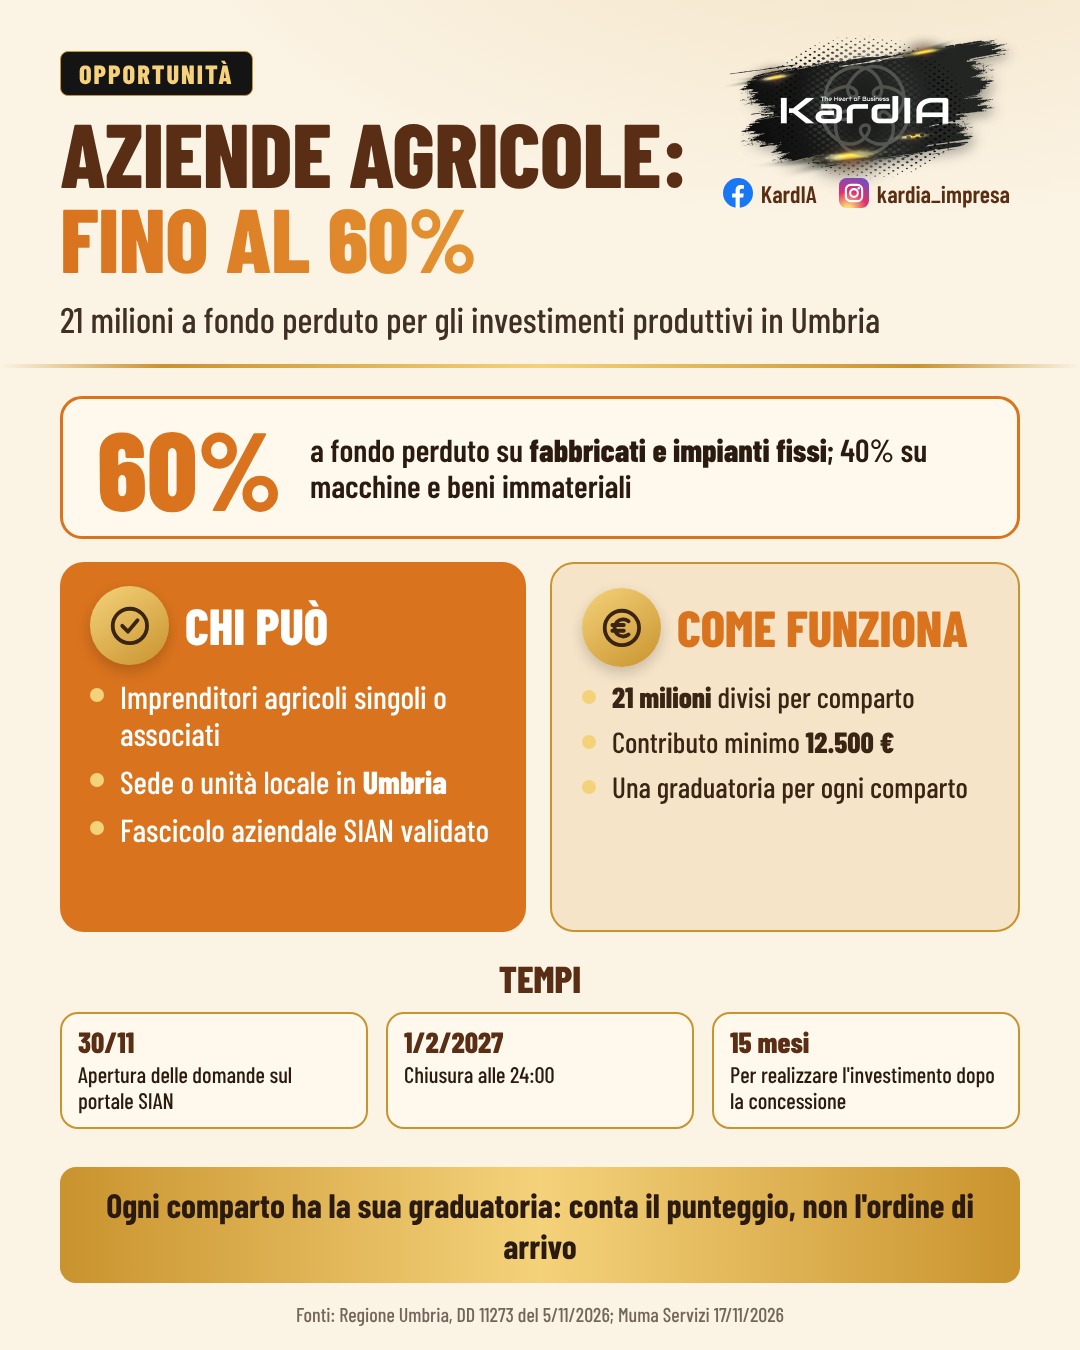 OPPORTUNITÀ
The Heart of Business
KardIA
AZIENDE AGRICOLE:
FINO AL 60%
KardIA
kardia_impresa
21 milioni a fondo perduto per gli investimenti produttivi in Umbria
60%
a fondo perduto su fabbricati e impianti fissi; 40% su
macchine e beni immateriali
CHI PUÒ
Imprenditori agricoli singoli o
associati
Sede o unità locale in Umbria
Fascicolo aziendale SIAN validato
COME FUNZIONA
21 milioni divisi per comparto
Contributo minimo 12.500 €
Una graduatoria per ogni comparto
TEMPI
30/11
Apertura delle domande sul
portale SIAN
1/2/2027
Chiusura alle 24:00
15 mesi
Per realizzare l'investimento dopo
la concessione
Ogni comparto ha la sua graduatoria: conta il punteggio, non l'ordine di
arrivo
Fonti: Regione Umbria, DD 11273 del 5/11/2026; Muma Servizi 17/11/2026